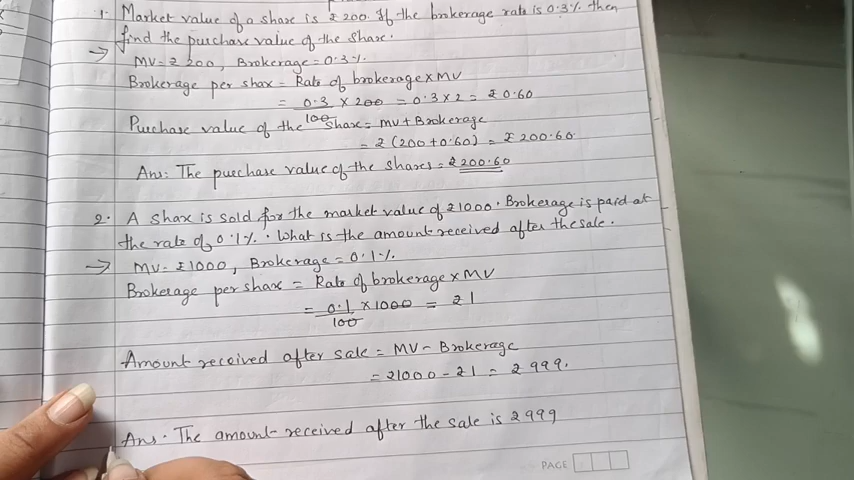 1. Market value of a share is ₹ 200. If the brokerage rate is 0.3% then
find the purchase value of the share.
→ MV = ₹ 200, Brokerage = 0.3%.
Brokerage per share = Rate of brokerage × MV
= 0.3/100 × 200 = 0.3 × 2 = ₹ 0.60
Purchase value of the share = MV + Brokerage
= ₹ (200 + 0.60) = ₹ 200.60
Ans: The purchase value of the shares = ₹ 200.60
2. A share is sold for the market value of ₹1000. Brokerage is paid at
the rate of 0.1%. What is the amount received after the sale.
→ MV = ₹1000, Brokerage = 0.1%.
Brokerage per share = Rate of brokerage × MV
= 0.1/100 × 1000 = ₹1
Amount received after sale = MV - Brokerage
= ₹1000 - ₹1 = ₹ 999.
Ans. The amount received after the sale is ₹ 999
PAGE